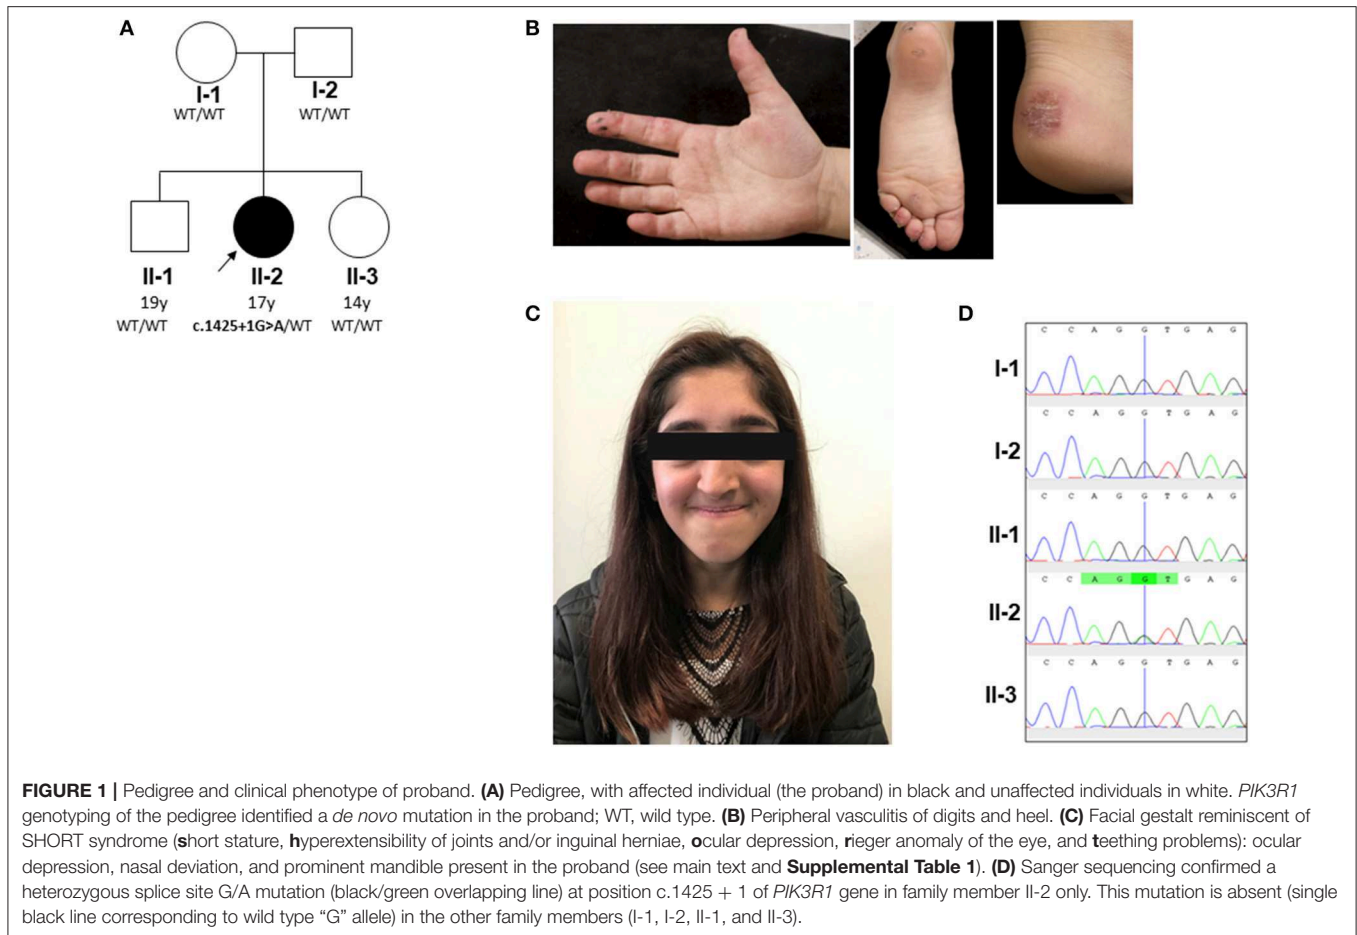 A
I-1
WT/WT
I-2
WT/WT
II-1
19y
WT/WT
II-2
17y
c.1425+1G>A/WT
II-3
14y
WT/WT
B
C
D
I-1
C C A G G T G A G
I-2
C C A G G T G A G
II-1
C C A G G T G A G
II-2
C C A G G T G A G
II-3
C C A G G T G A G
FIGURE 1 | Pedigree and clinical phenotype of proband. (A) Pedigree, with affected individual (the proband) in black and unaffected individuals in white. PIK3R1
genotyping of the pedigree identified a de novo mutation in the proband; WT, wild type. (B) Peripheral vasculitis of digits and heel. (C) Facial gestalt reminiscent of
SHORT syndrome (short stature, hyperextensibility of joints and/or inguinal herniae, ocular depression, rieger anomaly of the eye, and teething problems): ocular
depression, nasal deviation, and prominent mandible present in the proband (see main text and Supplemental Table 1). (D) Sanger sequencing confirmed a
heterozygous splice site G/A mutation (black/green overlapping line) at position c.1425 + 1 of PIK3R1 gene in family member II-2 only. This mutation is absent (single
black line corresponding to wild type “G” allele) in the other family members (I-1, I-2, II-1, and II-3).